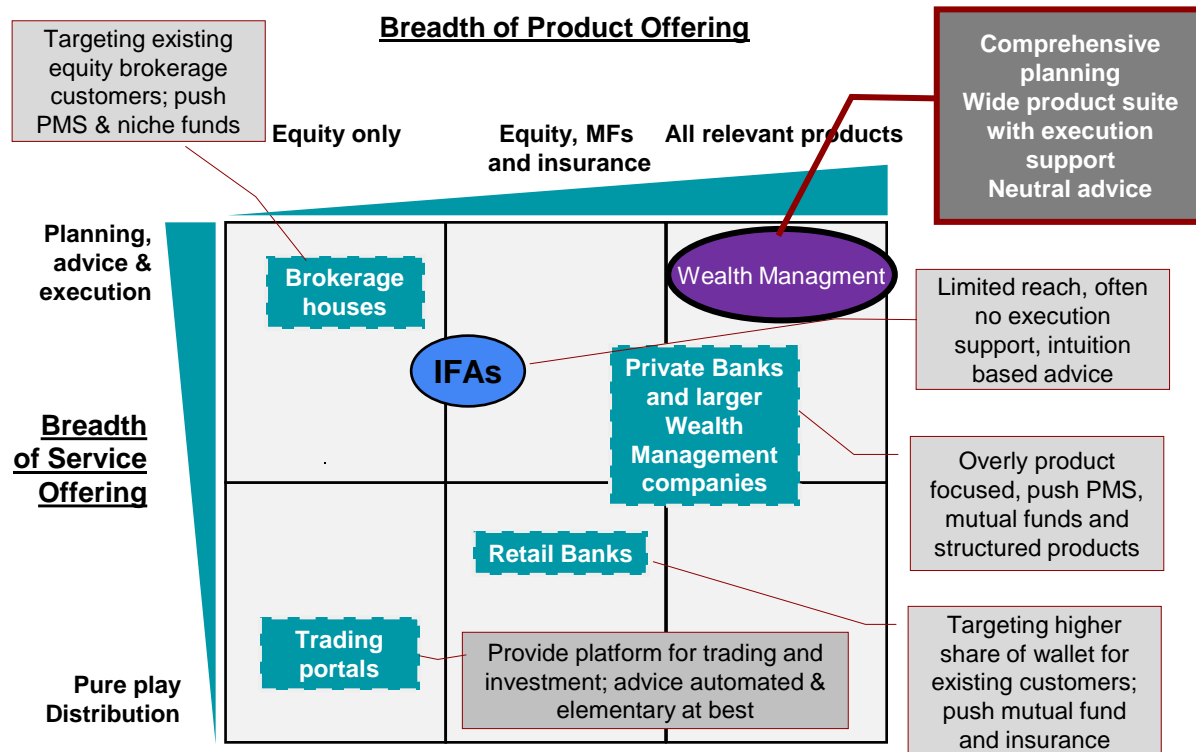 Breadth of Product Offering
Targeting existing
equity brokerage
customers; push
PMS & niche funds
Comprehensive
planning
Wide product suite
with execution
support
Neutral advice
Equity only
Equity, MFs
and insurance
All relevant products
Planning,
advice &
execution
Brokerage
houses
Wealth Managment
IFAs
Limited reach, often
no execution
support, intuition
based advice
Private Banks
and larger
Wealth
Management
companies
Breadth
of Service
Offering
.
Overly product
focused, push PMS,
mutual funds and
structured products
Retail Banks
Trading
portals
Provide platform for trading and
investment; advice automated &
elementary at best
Targeting higher
share of wallet for
existing customers;
push mutual fund
and insurance
Pure play
Distribution